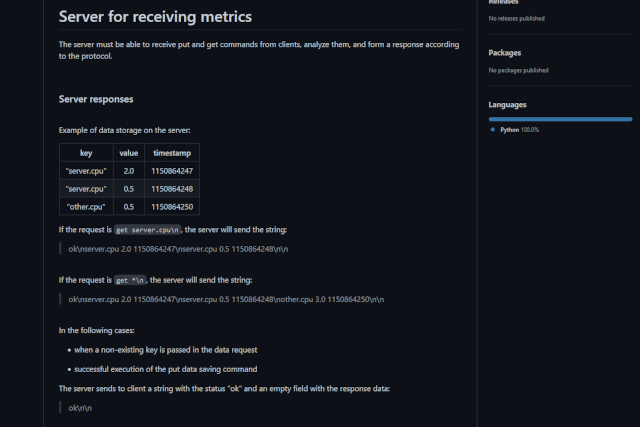 Server for receiving metrics
The server must be able to receive put and get commands from clients, analyze them, and form a response according
to the protocol.
Server responses
Example of data storage on the server:
key value timestamp
"server.cpu" 2.0 1150864247
"server.cpu" 0.5 1150864248
"other.cpu" 0.5 1150864250
If the request is get server.cpu\n, the server will send the string:
ok\nserver.cpu 2.0 1150864247\nserver.cpu 0.5 1150864248\n\n
If the request is get *\n, the server will send the string:
ok\nserver.cpu 2.0 1150864247\nserver.cpu 0.5 1150864248\nother.cpu 3.0 1150864250\n\n
In the following cases:
• when a non-existing key is passed in the data request
• successful execution of the put data saving command
The server sends to client a string with the status "ok" and an empty field with the response data:
ok\n\n
Releases
No releases published
Packages
No packages published
Languages
Python 100.0%